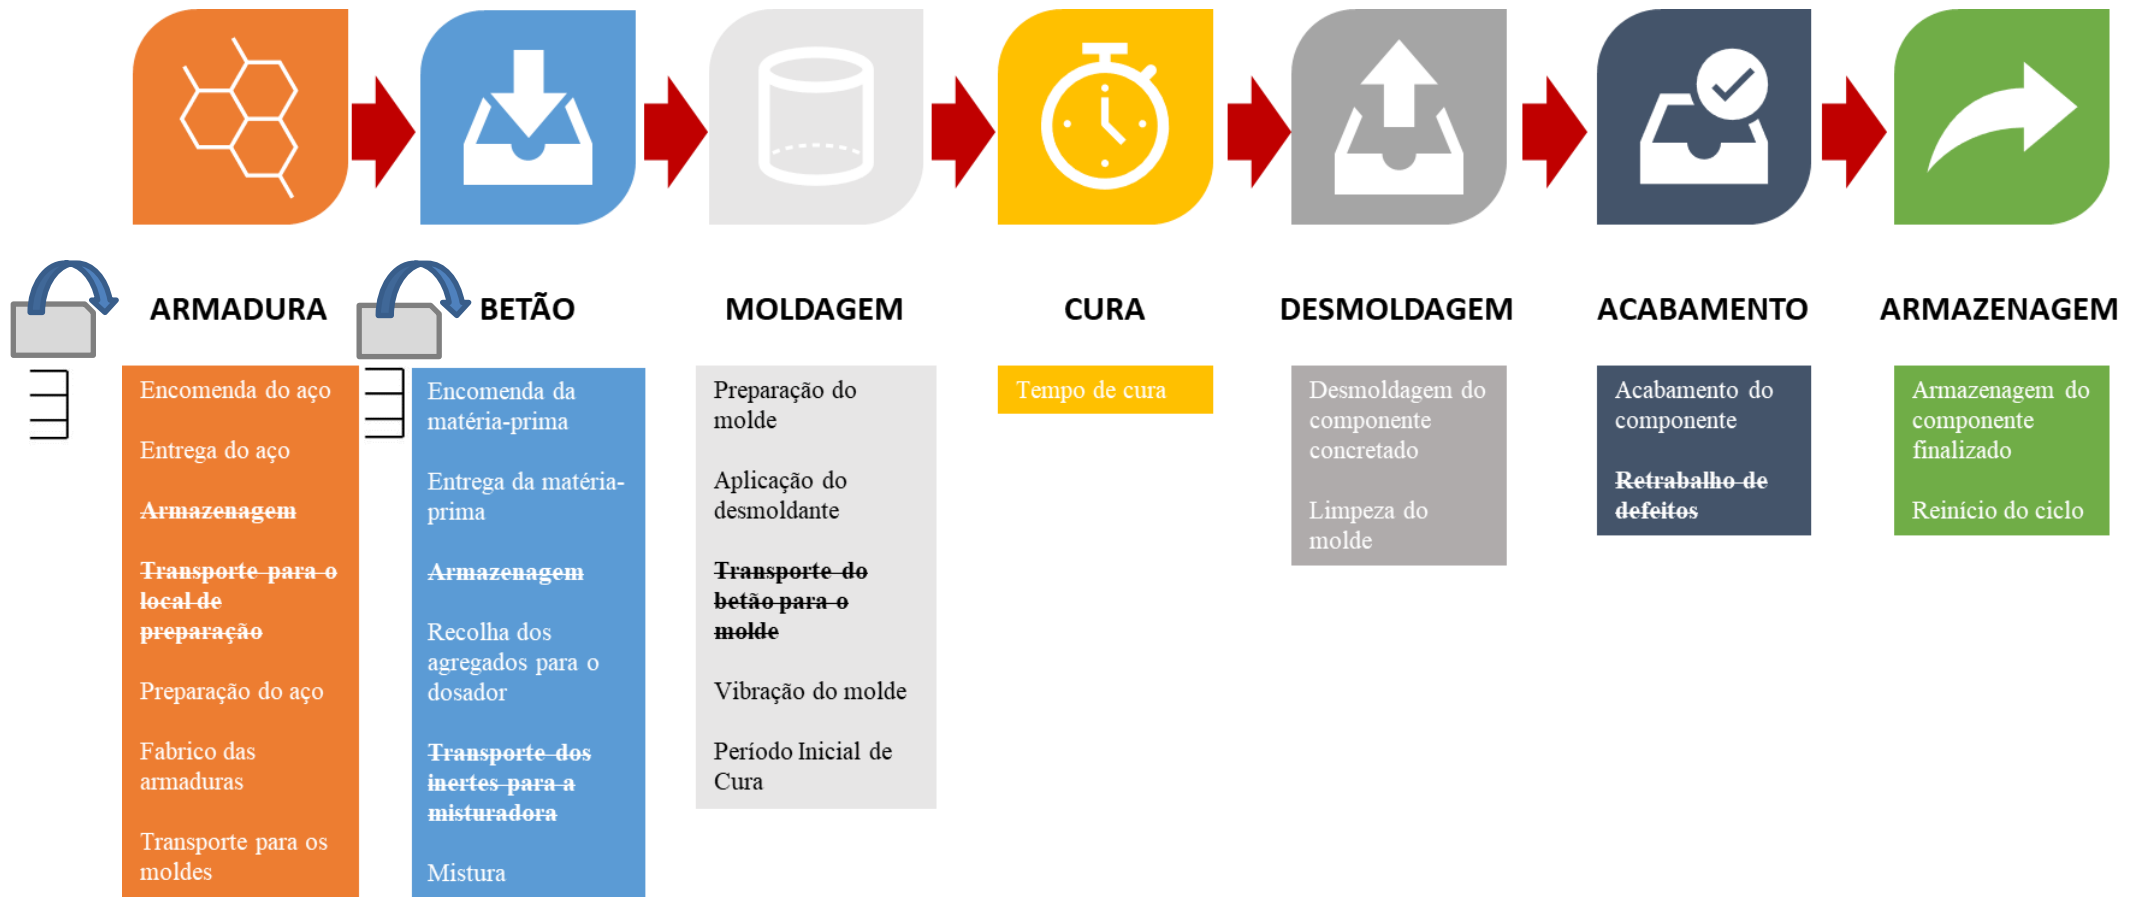 ARMADURA
BETÃO
MOLDAGEM
CURA
DESMOLDAGEM
ACABAMENTO
ARMAZENAGEM
Encomenda do aço
Entrega do aço
Armazenagem
Transporte para o
local de
preparação
Preparação do aço
Fabrico das
armaduras
Transporte para os
moldes
Encomenda da
matéria-prima
Entrega da matéria-
prima
Armazenagem
Recolha dos
agregados para o
dosador
Transporte dos
inertes para a
misturadora
Mistura
Preparação do
molde
Aplicação do
desmoldante
Transporte do
betão para o
molde
Vibração do molde
Período Inicial de
Cura
Tempo de cura
Desmoldagem do
componente
concretado
Limpeza do
molde
Acabamento do
componente
Retrabalho de
defeitos
Armazenagem do
componente
finalizado
Reinício do ciclo